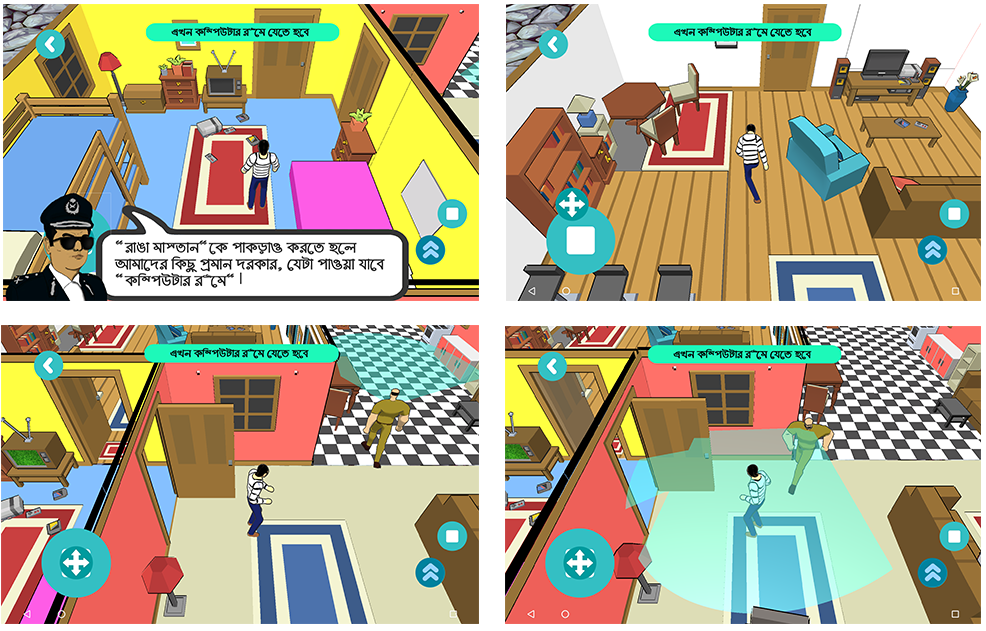 এখন কম্পিউটার রুমে যেতে হবে
এখন কম্পিউটার রুমে যেতে হবে
“রাঙা মাস্তান“ কে পাকড়াও করতে হলে
আমাদের কিছু প্রমান দরকার, যেটা পাওয়া যাবে
“কম্পিউটার রুমে“ |
এখন কম্পিউটার রুমে যেতে হবে
এখন কম্পিউটার রুমে যেতে হবে